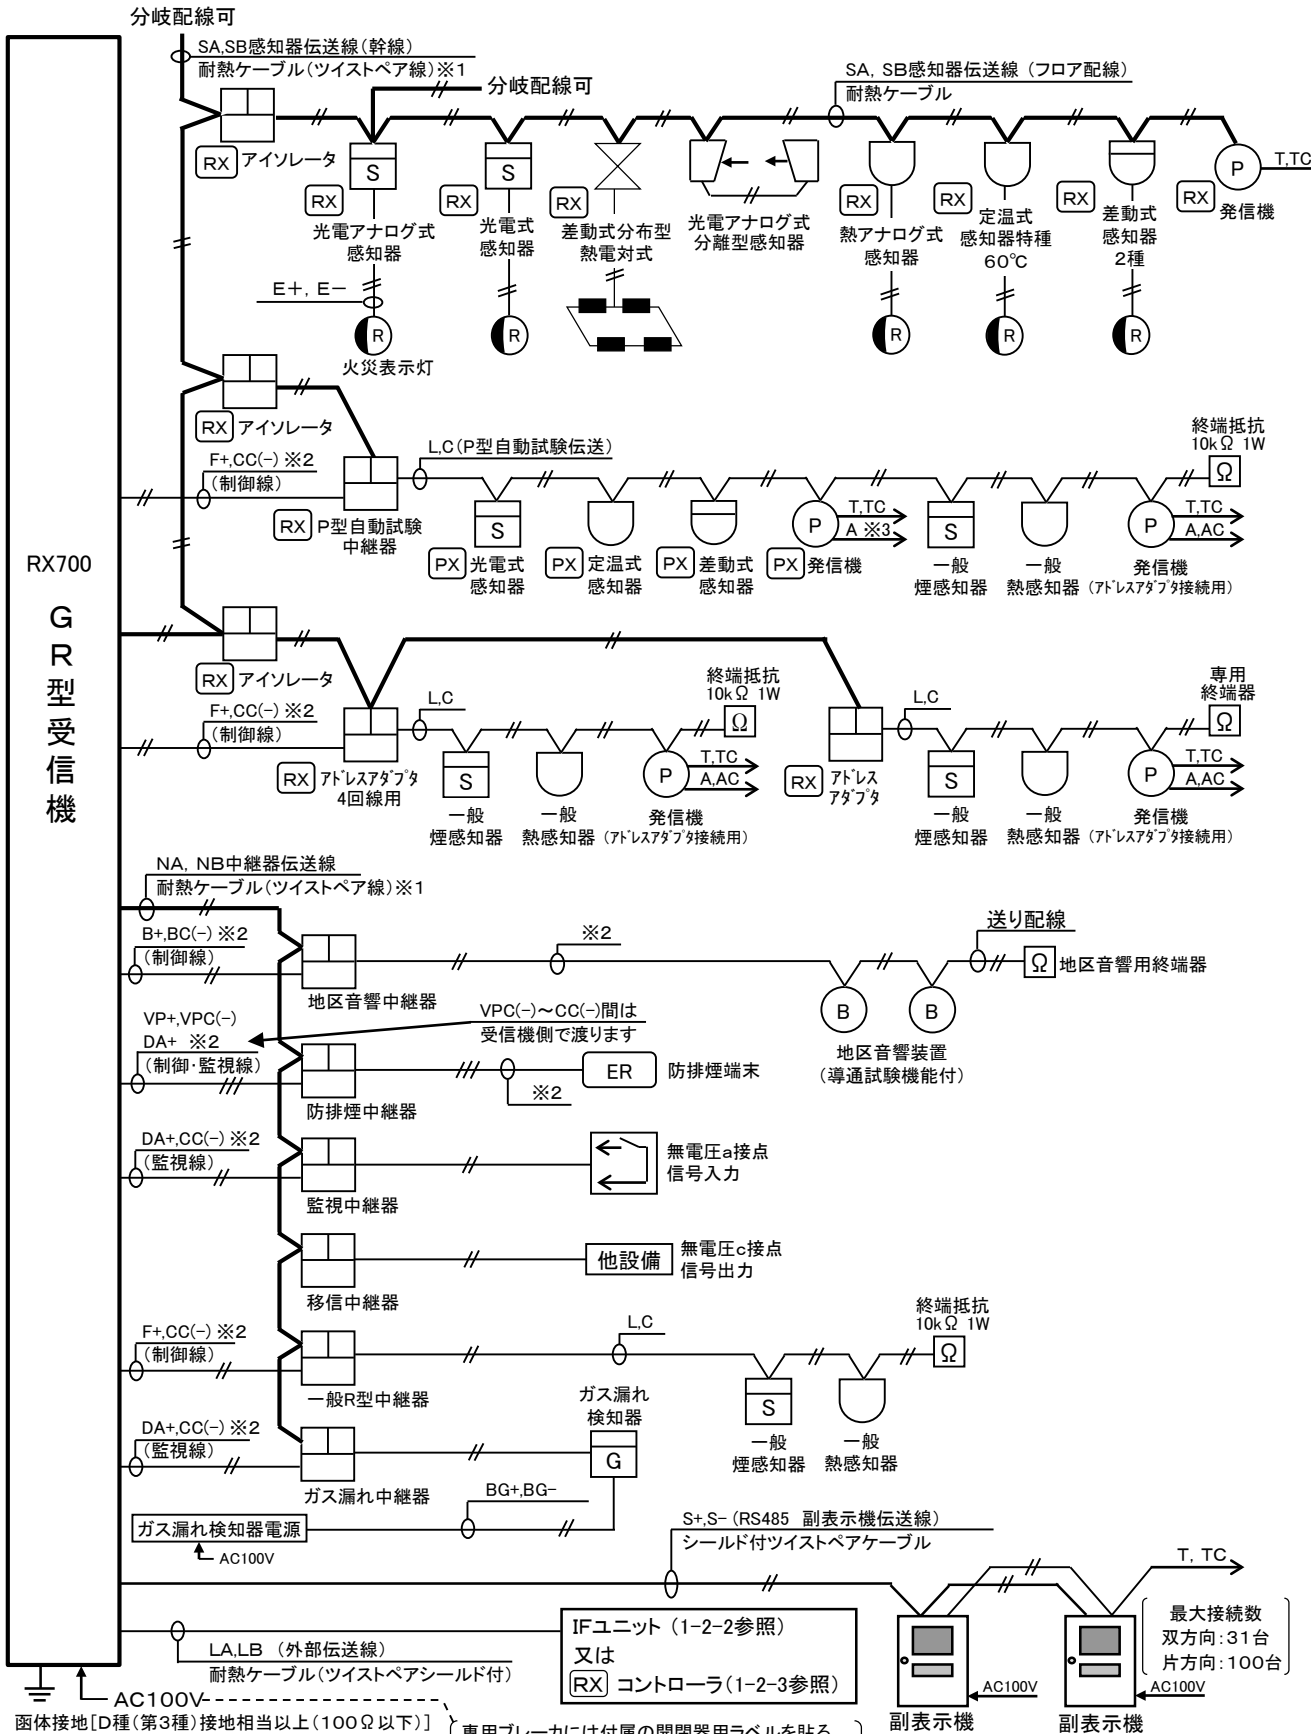 分岐配線可
SA,SB感知器伝送線(幹線)
耐熱ケーブル(ツイストペア線)※1
分岐配線可
SA, SB感知器伝送線 (フロア配線)
耐熱ケーブル
RX アイソレータ
S
RX
光電アナログ式
感知器
S
RX
光電式
感知器
RX
差動式分布型
熱電対式
光電アナログ式
分離型感知器
RX
熱アナログ式
感知器
RX
定温式
感知器特種
60℃
RX
差動式
感知器
2種
P
T,TC
RX
発信機
E+, E−
R
火災表示灯
R
R
R
R
RX アイソレータ
F+,CC(-) ※2
(制御線)
RX P型自動試験
中継器
L,C(P型自動試験伝送)
S
PX 光電式
感知器
PX 定温式
感知器
PX 差動式
感知器
P
T,TC
A ※3
PX 発信機
S
一般
煙感知器
一般
熱感知器
P
T,TC
A,AC
発信機
(アドレスアダプタ接続用)
終端抵抗
10kΩ 1W
Ω
RX700
GR型受信機
RX アイソレータ
F+,CC(-) ※2
(制御線)
RX アドレスアダプタ
4回線用
L,C
S
一般
煙感知器
一般
熱感知器
P
T,TC
A,AC
発信機
(アドレスアダプタ接続用)
終端抵抗
10kΩ 1W
Ω
RX アドレス
アダプタ
L,C
S
一般
煙感知器
一般
熱感知器
P
T,TC
A,AC
発信機
(アドレスアダプタ接続用)
専用
終端器
Ω
NA, NB中継器伝送線
耐熱ケーブル(ツイストペア線)※1
B+,BC(-) ※2
(制御線)
地区音響中継器
※2
送り配線
Ω 地区音響用終端器
B
B
地区音響装置
(導通試験機能付)
VP+,VPC(-)
DA+ ※2
(制御・監視線)
VPC(-)～CC(-)間は
受信機側で渡ります
防排煙中継器
※2
ER
防排煙端末
DA+,CC(-) ※2
(監視線)
監視中継器
無電圧a接点
信号入力
移信中継器
他設備
無電圧c接点
信号出力
F+,CC(-) ※2
(制御線)
一般R型中継器
L,C
S
一般
煙感知器
一般
熱感知器
終端抵抗
10kΩ 1W
Ω
DA+,CC(-) ※2
(監視線)
ガス漏れ中継器
ガス漏れ
検知器
G
BG+,BG-
ガス漏れ検知器電源
AC100V
S+,S- (RS485 副表示機伝送線)
シールド付ツイストペアケーブル
T, TC
AC100V
副表示機
AC100V
副表示機
最大接続数
双方向:31台
片方向:100台
LA,LB (外部伝送線)
耐熱ケーブル(ツイストペアシールド付)
IFユニット (1-2-2参照)
又は
RX コントローラ(1-2-3参照)
AC100V
函体接地[D種(第3種)接地相当以上(100Ω以下)]
専用ブレーカには付属の開閉器用ラベルを貼る